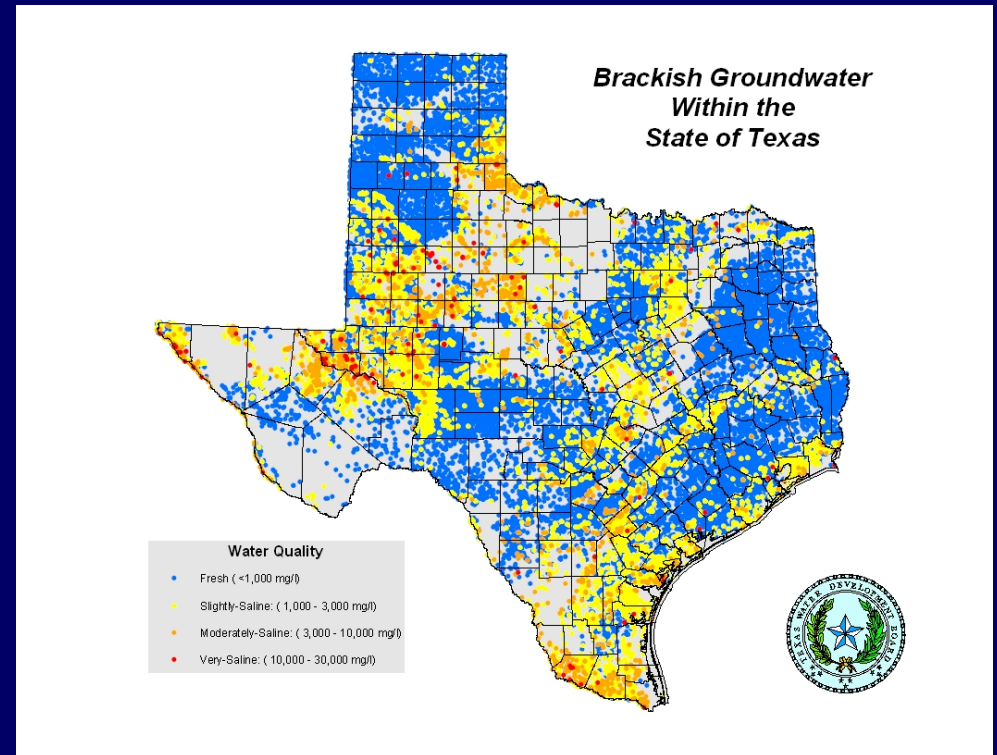 Brackish Groundwater
Within the
State of Texas
Water Quality
Fresh ( <1,000 mg/l)
Slightly-Saline: ( 1,000 - 3,000 mg/l)
Moderately-Saline: ( 3,000 - 10,000 mg/l)
Very-Saline: ( 10,000 - 30,000 mg/l)
TEXAS WATER DEVELOPMENT BOARD